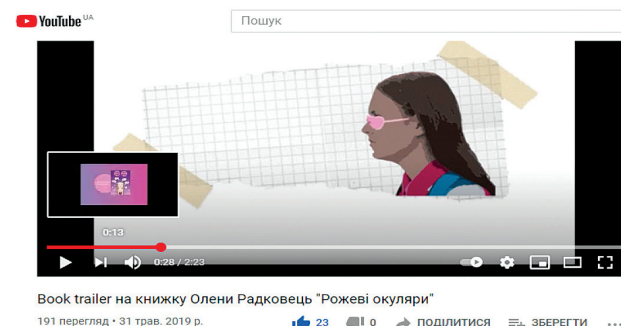 YouTube UA
Пошук
0:13
0:28 / 2:23
Book trailer на книжку Олени Радковець "Рожеві окуляри"
191 перегляд • 31 трав. 2019 р.
23 0 ПОДІЛИТИСЯ ЗБЕРЕГТИ ...